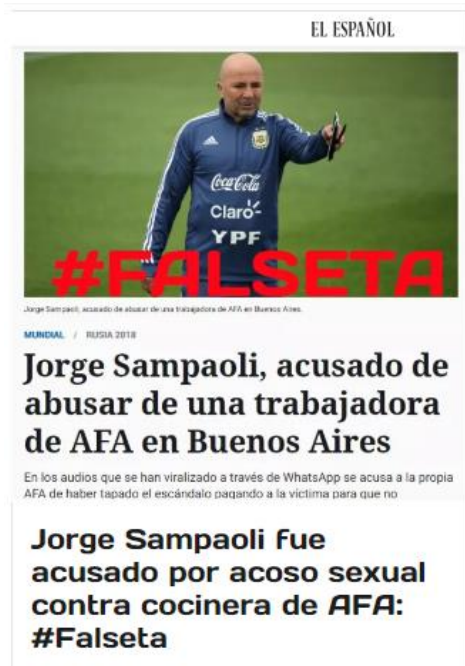 EL ESPAÑOL
Coca-Cola
Claro
YPF
#FALSETA
Jorge Sampaoli, acusado de abusar de una trabajadora de AFA en Buenos Aires.
MUNDIAL / RUSIA 2018
Jorge Sampaoli, acusado de
abusar de una trabajadora
de AFA en Buenos Aires
En los audios que se han viralizado a través de WhatsApp se acusa a la propia
AFA de haber tapado el escándalo pagando a la víctima para que no
Jorge Sampaoli fue
acusado por acoso sexual
contra cocinera de AFA:
#Falseta